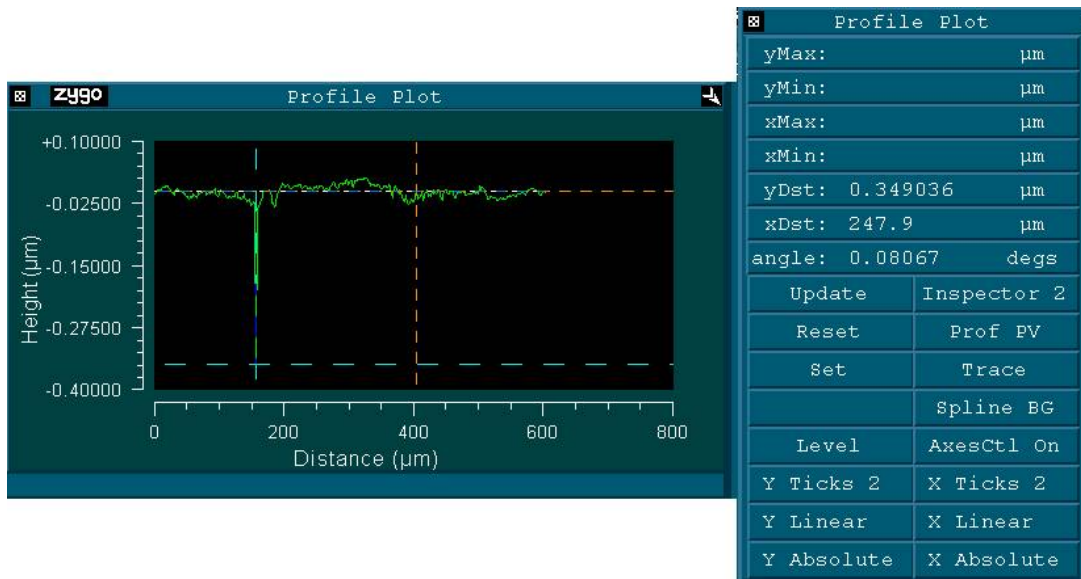 zygo Profile Plot
+0.10000
-0.02500
-0.15000
-0.27500
-0.40000
Height (µm)
0 200 400 600 800
Distance (µm)
Profile Plot
yMax: µm
yMin: µm
xMax: µm
xMin: µm
yDst: 0.349036 µm
xDst: 247.9 µm
angle: 0.08067 degs
Update Inspector 2
Reset Prof PV
Set Trace
Spline BG
Level AxesCtl On
Y Ticks 2 X Ticks 2
Y Linear X Linear
Y Absolute X Absolute